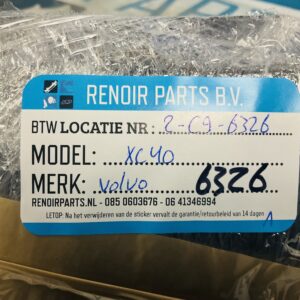 RENOIR PARTS B.V.
BTW LOCATIE NR : 2-C9-6326
MODEL: XC40
MERK: Volvo 6326
RENOIRPARTS.NL - 085 0603676 - 06 41346994
LETOP: Na het verwijderen van de sticker vervalt de garantie/retourbeleid van 14 dagen